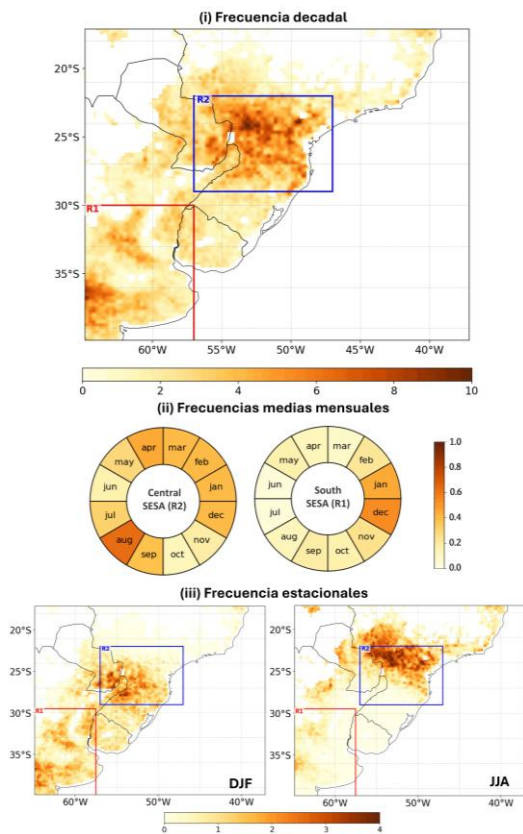 (i) Frecuencia decadal
20°S
R2
25°S
30°S
R1
35°S
60°W 55°W 50°W 45°W 40°W
0 2 4 6 8 10
(ii) Frecuencias medias mensuales
apr mar
may feb
jun Central jan
SESA (R2)
jul dec
aug nov
sep oct
apr mar
may feb
jun South jan
SESA (R1)
jul dec
aug nov
sep oct
1.0
0.8
0.6
0.4
0.2
0.0
(iii) Frecuencia estacionales
20°S
R2
25°S
30°S
R1
35°S
DJF
60°W 50°W 40°W
20°S
R2
25°S
30°S
R1
35°S
JJA
60°W 50°W 40°W
0 1 2 3 4